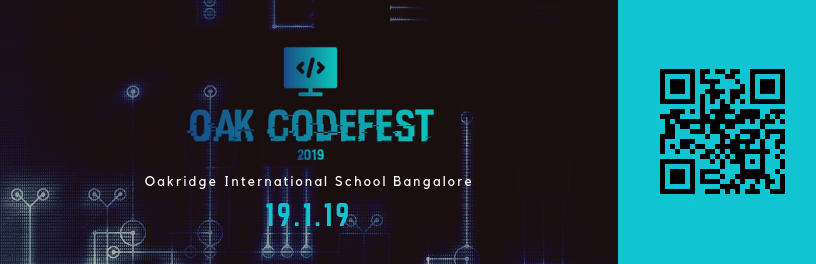 </>
OAK CODEFEST
2019
Oakridge International School Bangalore
19.1.19